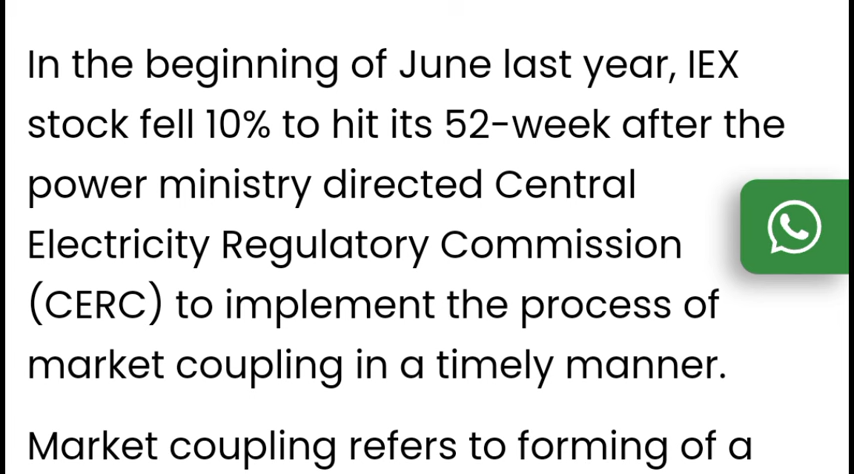 In the beginning of June last year, IEX
stock fell 10% to hit its 52-week after the
power ministry directed Central
Electricity Regulatory Commission
(CERC) to implement the process of
market coupling in a timely manner.
Market coupling refers to forming of a